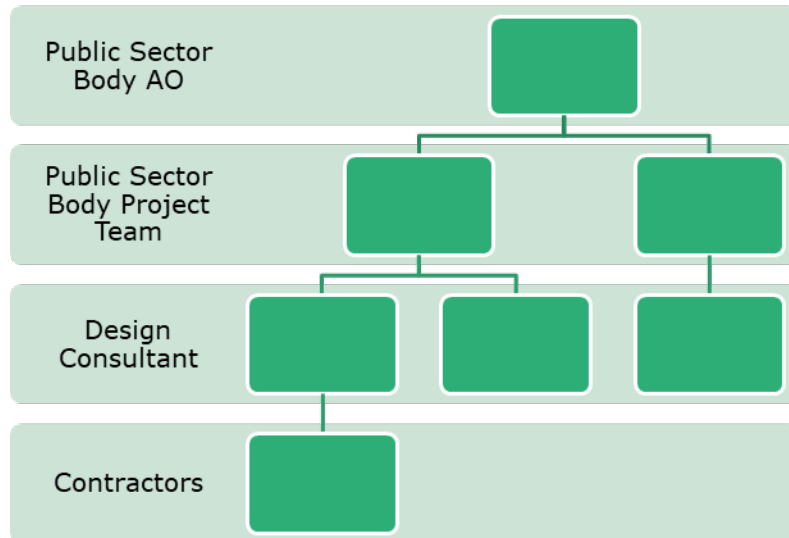 Public Sector
Body AO
Public Sector
Body Project
Team
Design
Consultant
Contractors